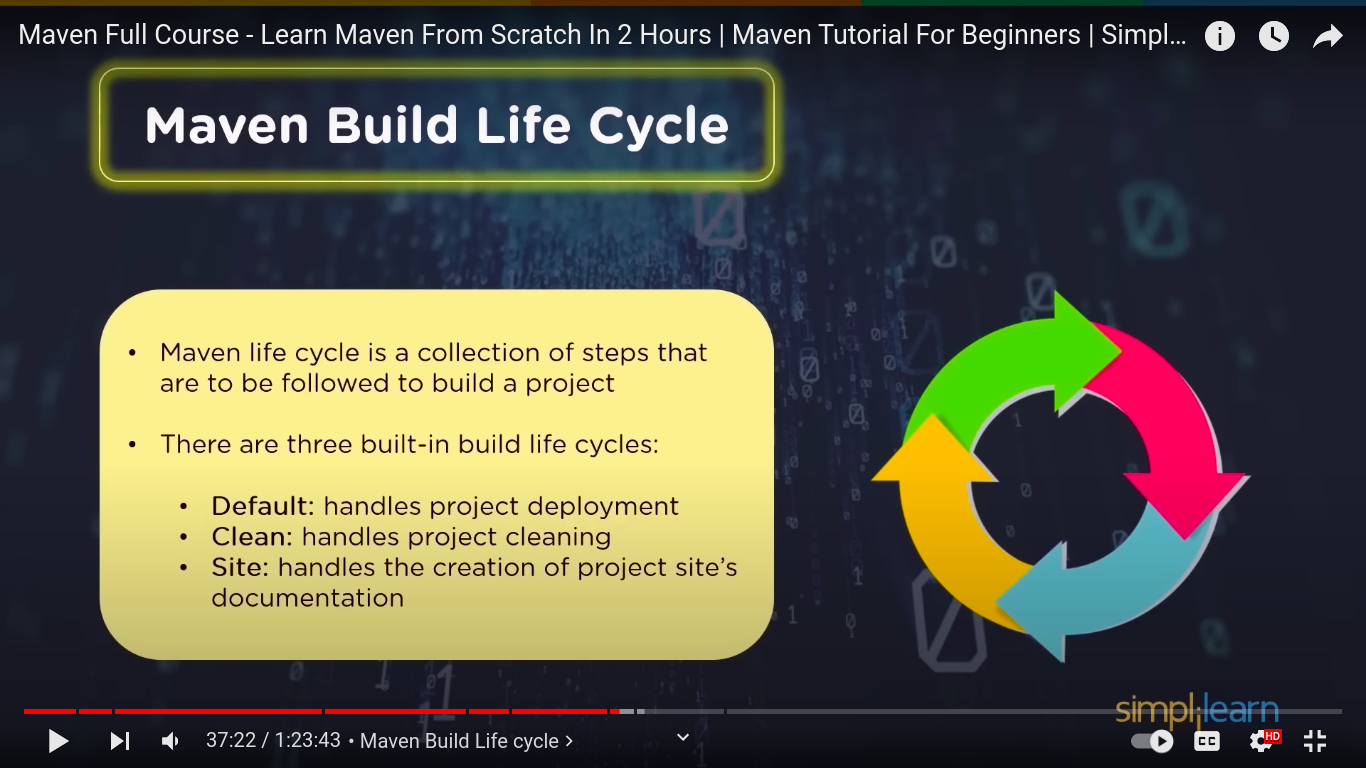 Maven Full Course - Learn Maven From Scratch In 2 Hours | Maven Tutorial For Beginners | Simpl...
Maven Build Life Cycle
• Maven life cycle is a collection of steps that
are to be followed to build a project
• There are three built-in build life cycles:
• Default: handles project deployment
• Clean: handles project cleaning
• Site: handles the creation of project site’s
documentation
simplilearn
37:22 / 1:23:43 • Maven Build Life cycle >
CC
HD